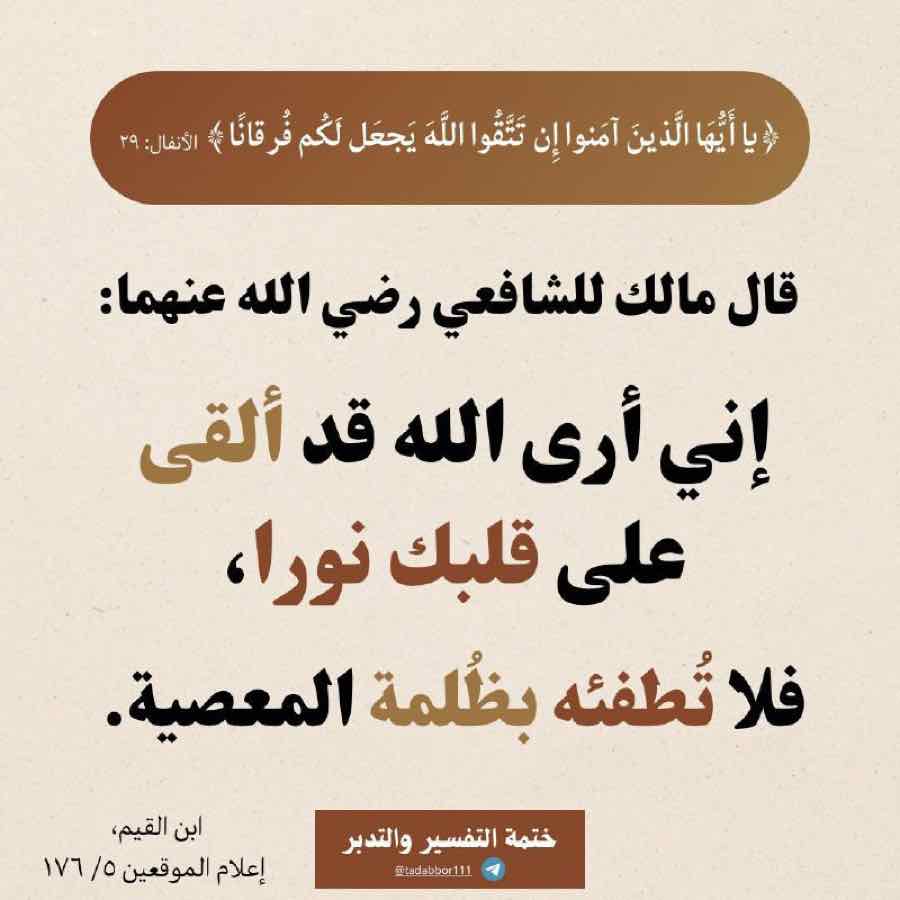 ﴿يا أَيُّهَا الَّذينَ آمَنوا إِن تَتَّقُوا اللَّهَ يَجعَل لَكُم فُرقانًا﴾ الأنفال: ٢٩
قال مالك للشافعي رضي الله عنهما:
إني أرى الله قد ألقى
على قلبك نورا،
فلا تُطفئه بظُلمة المعصية.
ختمة التفسير والتدبر
@tadabbor111
ابن القيم،
إعلام الموقعين ٥/ ١٧٦